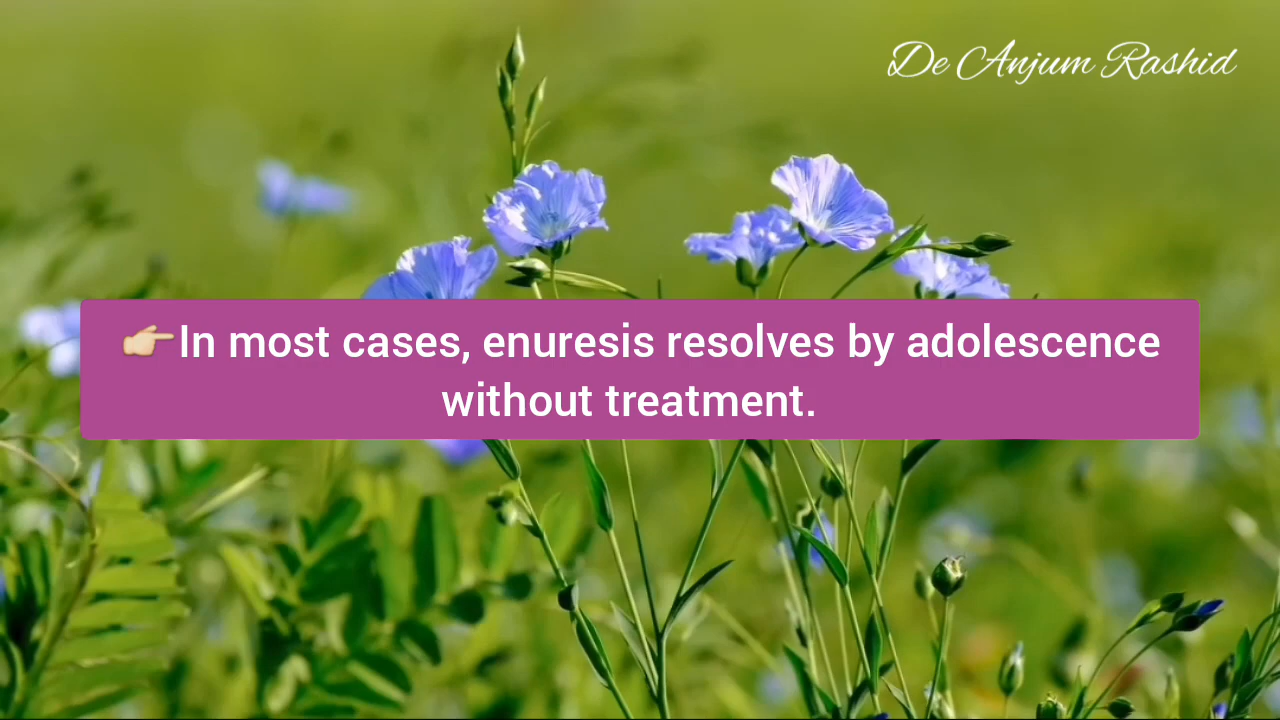 De Anjum Rashid
👉In most cases, enuresis resolves by adolescence
without treatment.